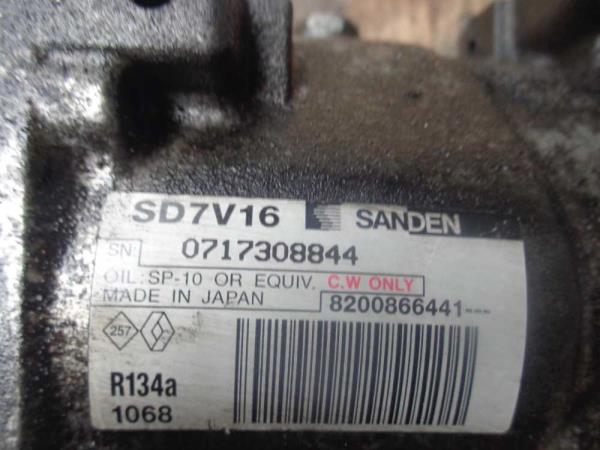 SD7V16 SANDEN
SN: 0717308844
OIL: SP-10 OR EQUIV. C.W ONLY
MADE IN JAPAN 8200866441---
257
R134a
1068